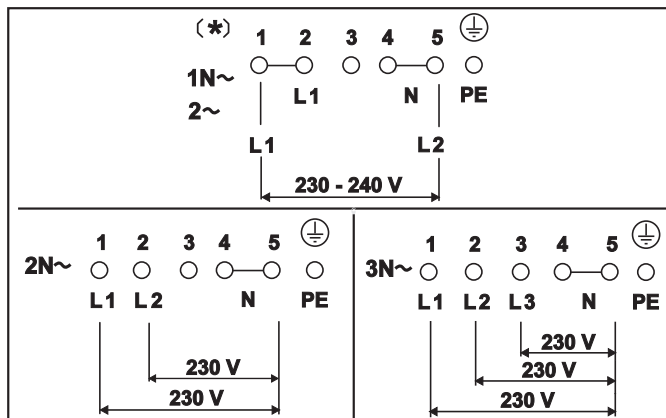 (*) 1 2 3 4 5
1N~ L1 N PE
2~
L1 L2
230 - 240 V
1 2 3 4 5
2N~
L1 L2 N PE
230 V
230 V
1 2 3 4 5
3N~
L1 L2 L3 N PE
230 V
230 V
230 V